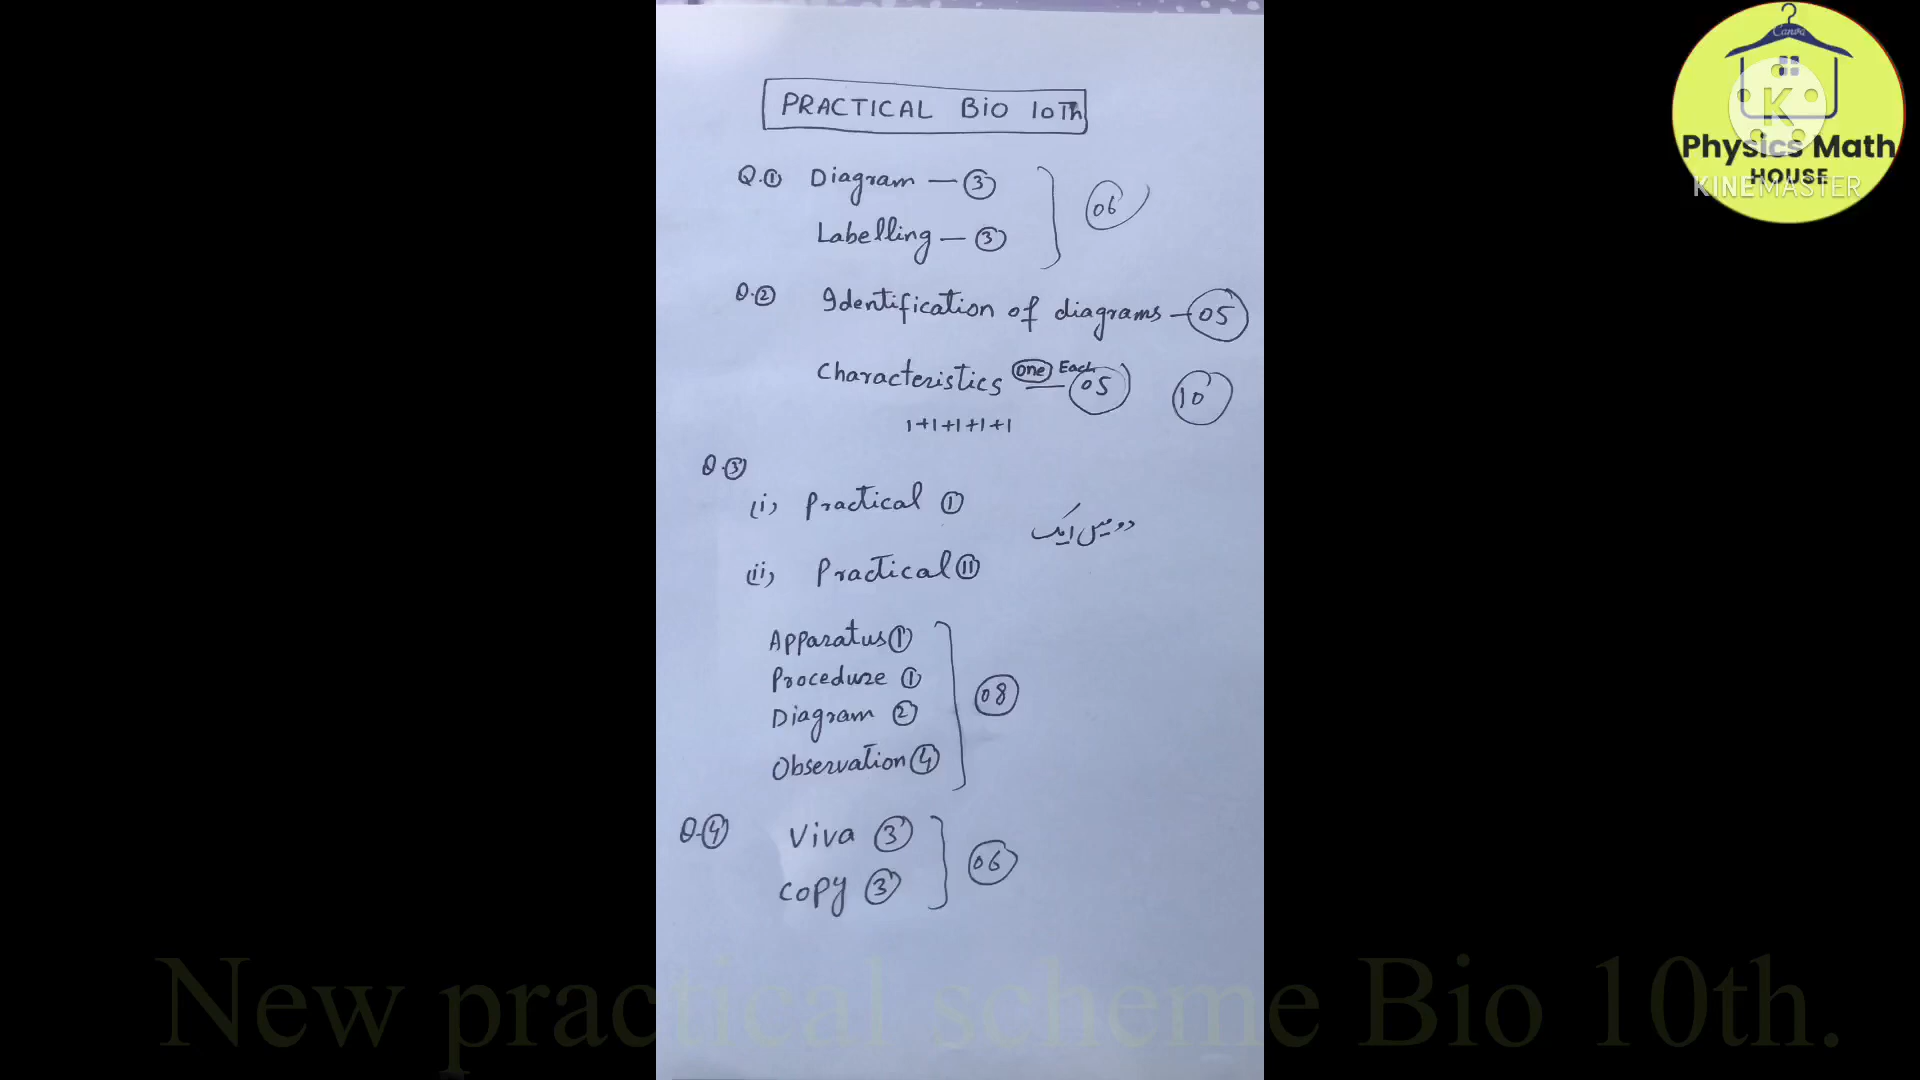 PRACTICAL BIO 10Th
Q.① Diagram — ③
06
Labelling — ③
Q.② Identification of diagrams — 05
Characteristics one Each 05
10
1+1+1+1+1
Q.③
(i) Practical ①
دو میں ایک
(ii) Practical ⑪
Apparatus ①
Procedure ①
Diagram ②
Observation ④
08
Q.④ Viva ③
Copy ③
06
New practical scheme Bio 10th.
Canva
K
Physics Math
HOUSE
KINEMASTER